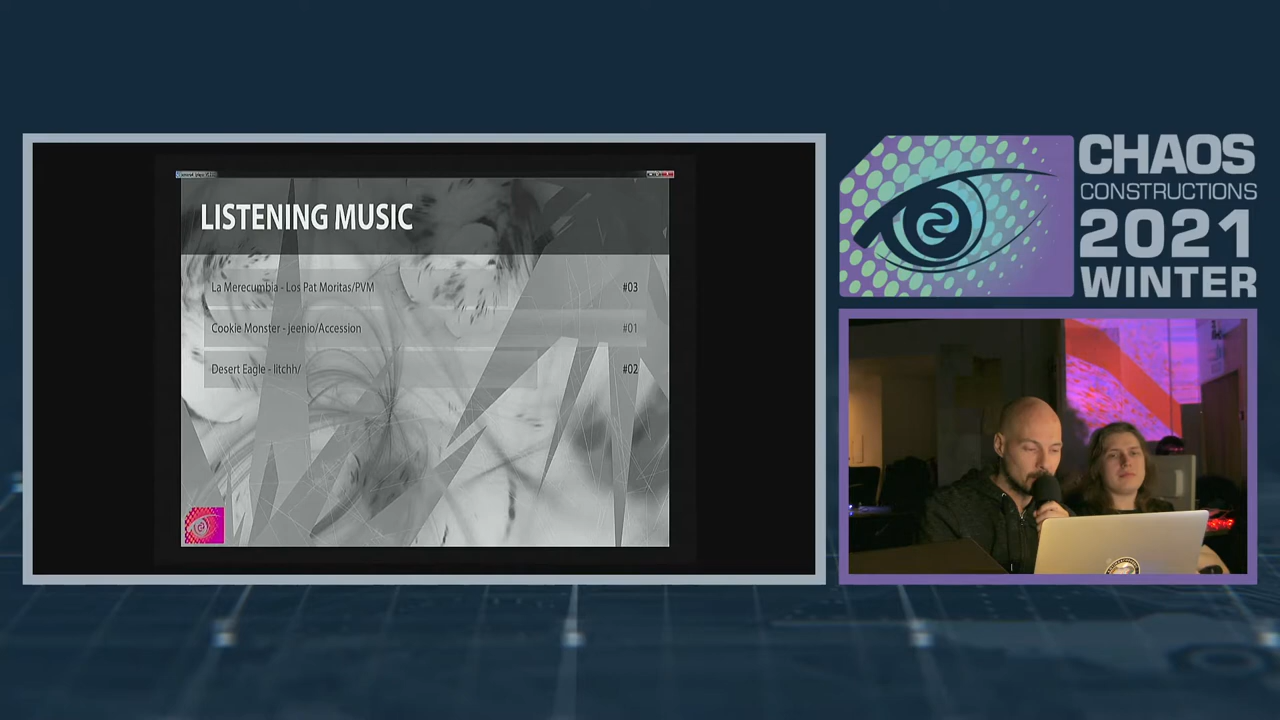 LISTENING MUSIC
La Merecumbia - Los Pat Moritas/PVM #03
Cookie Monster - jeenio/Accession #01
Desert Eagle - litchh/ #02
CHAOS
CONSTRUCTIONS
2021
WINTER